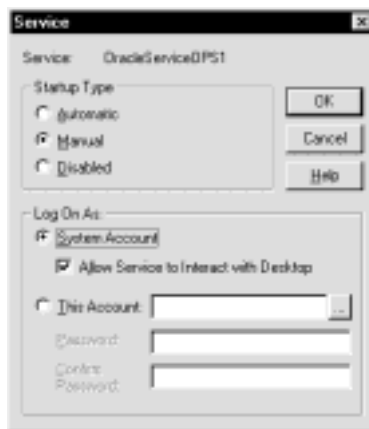 Service
Service: OracleServiceOPS1
Startup Type
Automatic
Manual
Disabled
OK
Cancel
Help
Log On As:
System Account
Allow Service to Interact with Desktop
This Account:
...
Password:
Confirm
Password: